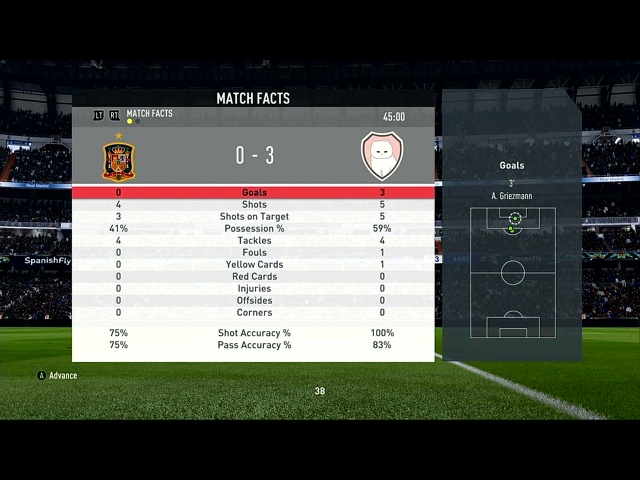 MATCH FACTS
LT RT MATCH FACTS
45:00
0 - 3
0 Goals 3
4 Shots 5
3 Shots on Target 5
41% Possession % 59%
4 Tackles 4
0 Fouls 1
0 Yellow Cards 1
0 Red Cards 0
0 Injuries 0
0 Offsides 0
0 Corners 0
75% Shot Accuracy % 100%
75% Pass Accuracy % 83%
Goals
3'
A. Griezmann
SpanishFly
A Advance
38